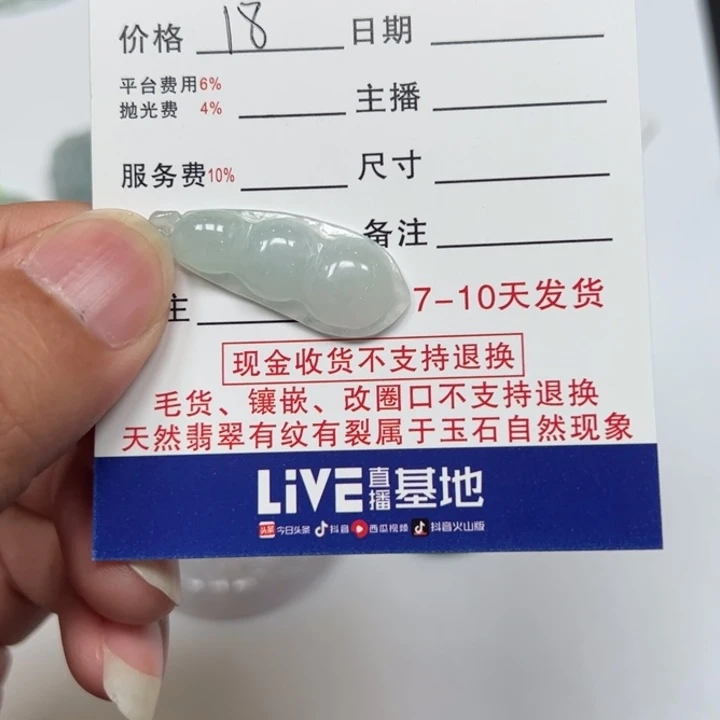 价格 18 日期
平台费用6%
抛光费 4% 主播
服务费10% 尺寸
备注
主 7-10天发货
现金收货不支持退换
毛货、镶嵌、改圈口不支持退换
天然翡翠有纹有裂属于玉石自然现象
LiVE直播基地
头条 今日头条 抖音 西瓜视频 抖音火山版